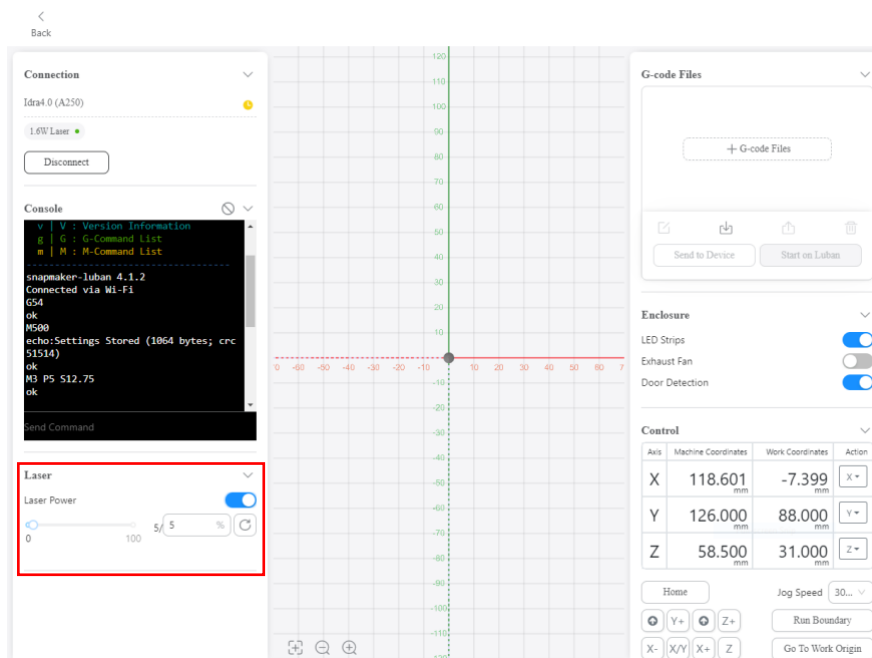 Back
Connection
Idra4.0 (A250)
1.6W Laser
Disconnect
Console
v | V : Version Information
g | G : G-Command List
m | M : M-Command List
snapmaker-luban 4.1.2
Connected via Wi-Fi
G54
ok
M500
echo:Settings Stored (1064 bytes; crc
51514)
ok
M3 P5 S12.75
ok
Send Command
Laser
Laser Power
5/ 5 %
0 100
120
110
100
90
80
70
60
50
40
30
20
10
0 -60 -50 -40 -30 -20 -10 10 20 30 40 50 60 7
-10
-20
-30
-40
-50
-60
-70
-80
-90
-100
-110
-120
G-code Files
+ G-code Files
Send to Device Start on Luban
Enclosure
LED Strips
Exhaust Fan
Door Detection
Control
Axis Machine Coordinates Work Coordinates Action
X 118.601 mm -7.399 mm X
Y 126.000 mm 88.000 mm Y
Z 58.500 mm 31.000 mm Z
Home Jog Speed 30...
Y+ Z+ Run Boundary
X- X/Y X+ Z Go To Work Origin